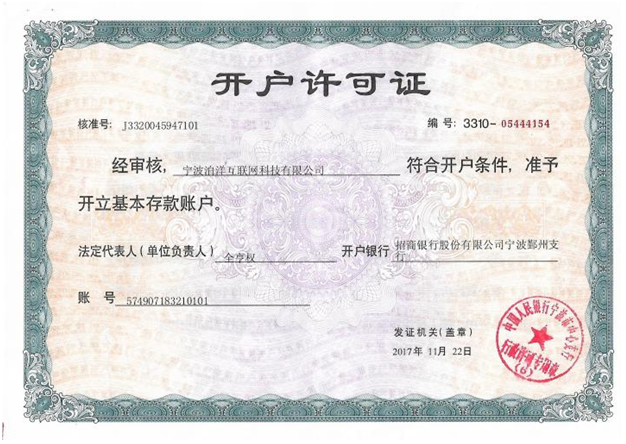 开户许可证
核准号: J3320045947101 编号: 3310-05444154
经审核, 宁波泊洋互联网科技有限公司 符合开户条件, 准予
开立基本存款账户。
法定代表人(单位负责人) 全亨权 开户银行 招商银行股份有限公司宁波鄞州支
行
账 号 574907183210101
发证机关(盖章)
2017年 11月 22日
中国人民银行宁波市中心支行
行政许可专用章
(6)